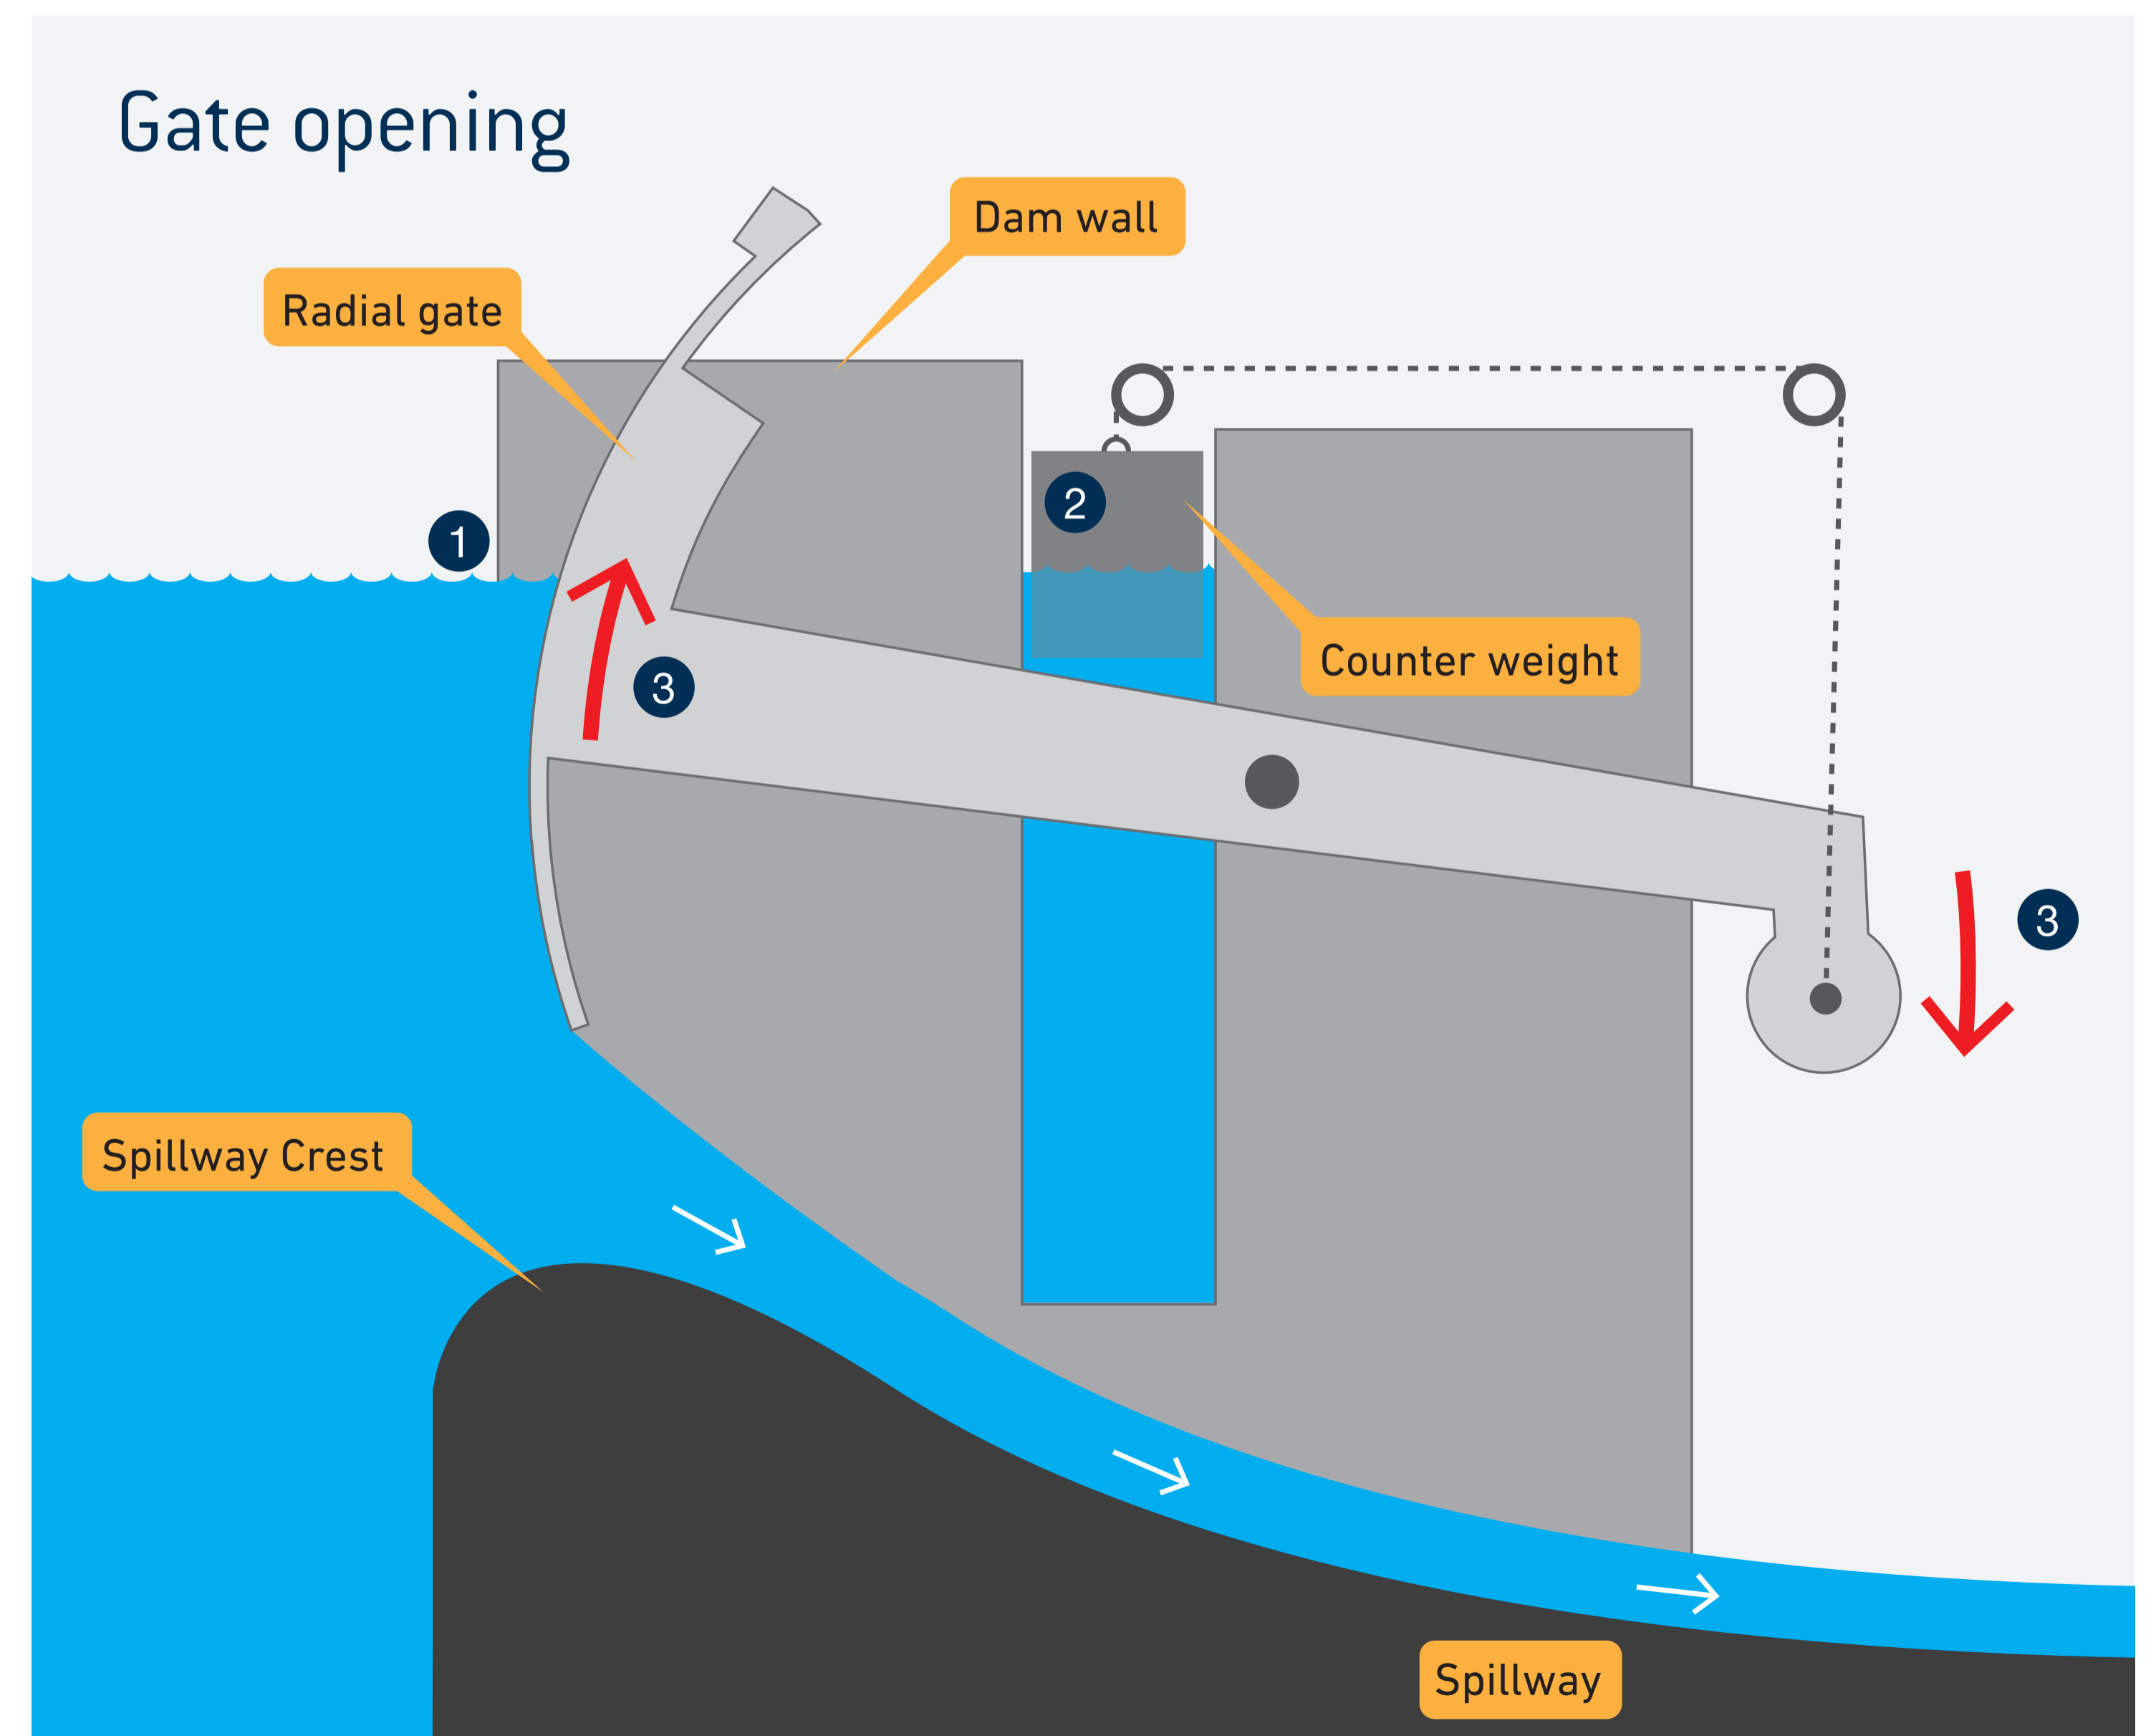 Gate opening
Dam wall
Radial gate
2
1
Counter weight
3
3
Spillway Crest
Spillway